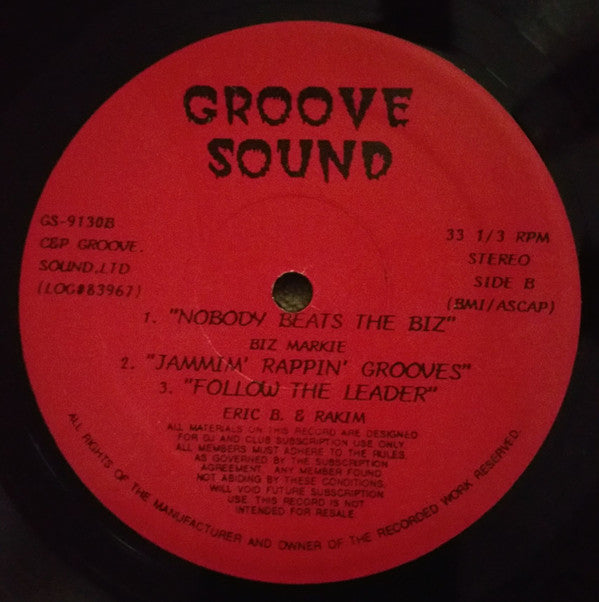 GROOVE
SOUND
GS-9130B
C&P GROOVE.
SOUND.,LTD
(LOG#83967)
33 1/3 RPM
STEREO
SIDE B
(BMI/ASCAP)
1. "NOBODY BEATS THE BIZ"
BIZ MARKIE
2. "JAMMIM' RAPPIN' GROOVES"
3. "FOLLOW THE LEADER"
ERIC B. & RAKIM
ALL MATERIALS ON THIS RECORD ARE DESIGNED
FOR DJ AND CLUB SUBSCRIPTION USE ONLY.
ALL MEMBERS MUST ADHERE TO THE RULES
AS GOVERNED BY THE SUBSCRIPTION
AGREEMENT. ANY MEMBER FOUND
NOT ABIDING BY THESE CONDITIONS,
WILL VOID FUTURE SUBSCRIPTION
USE. THIS RECORD IS NOT
INTENDED FOR RESALE.
ALL RIGHTS OF THE MANUFACTURER AND OWNER OF THE RECORDED WORK RESERVED.